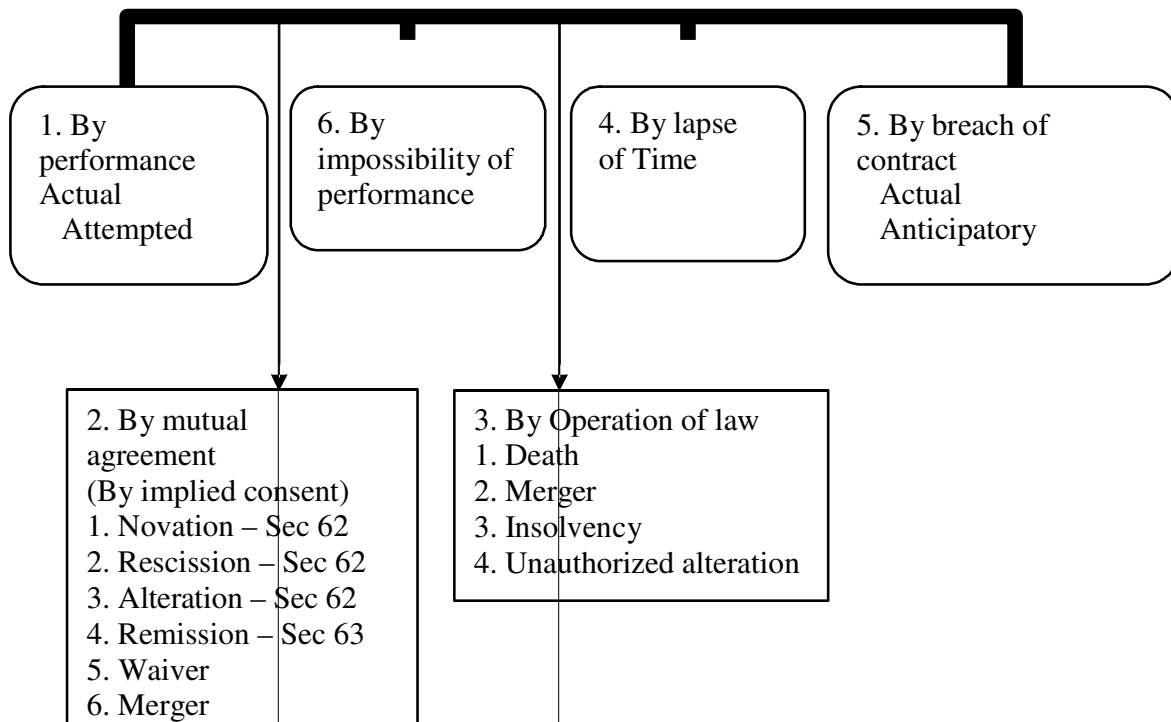 1. By
performance
Actual
Attempted
6. By
impossibility of
performance
4. By lapse
of Time
5. By breach of
contract
Actual
Anticipatory
2. By mutual
agreement
(By implied consent)
1. Novation – Sec 62
2. Rescission – Sec 62
3. Alteration – Sec 62
4. Remission – Sec 63
5. Waiver
6. Merger
3. By Operation of law
1. Death
2. Merger
3. Insolvency
4. Unauthorized alteration